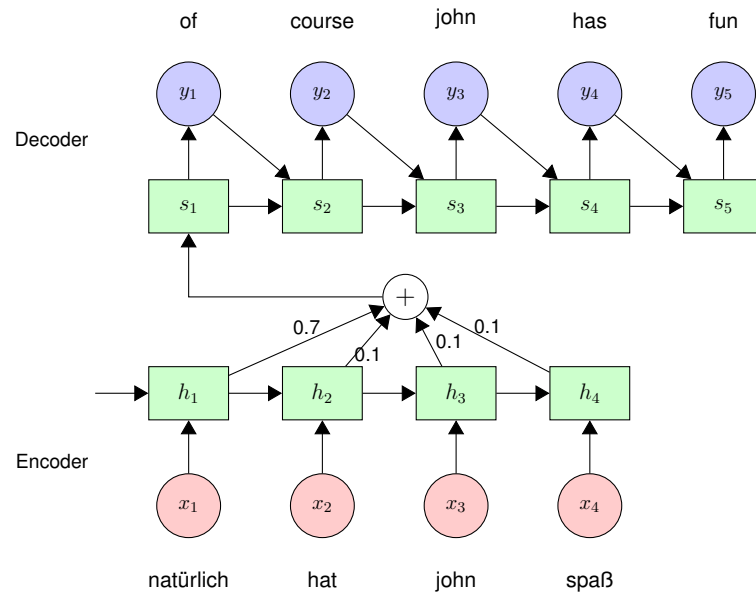 of course john has fun
y₁ y₂ y₃ y₄ y₅
Decoder
s₁ s₂ s₃ s₄ s₅
+
0.7 0.1 0.1 0.1
h₁ h₂ h₃ h₄
Encoder
x₁ x₂ x₃ x₄
natürlich hat john spaß